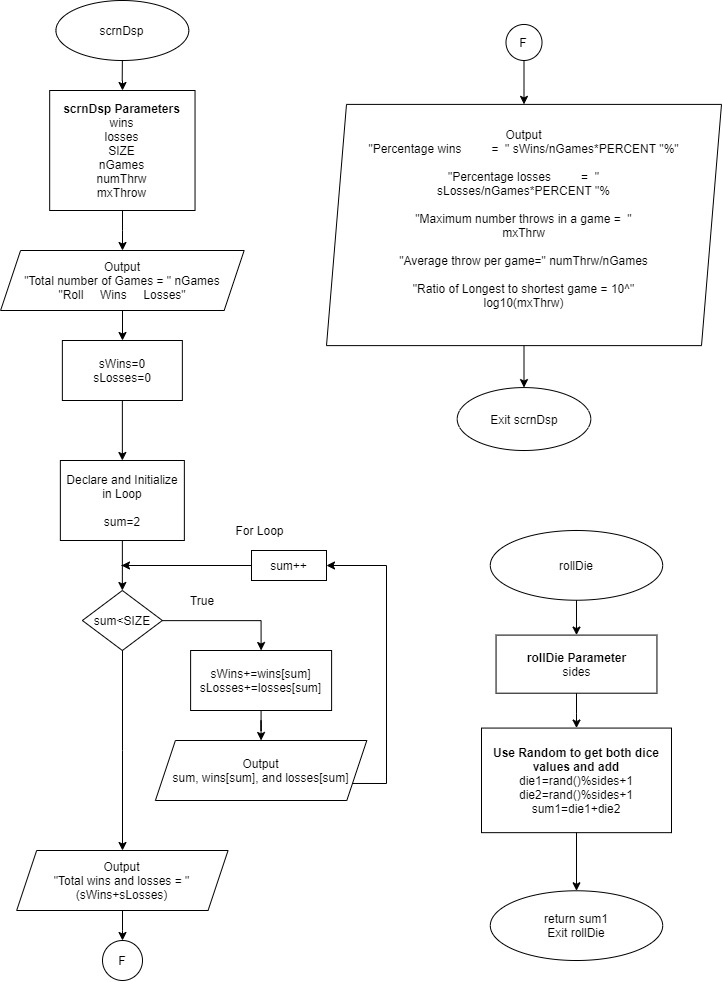 scrnDsp
scrnDsp Parameters
wins
losses
SIZE
nGames
numThrw
mxThrow
Output
"Total number of Games = " nGames
"Roll Wins Losses"
sWins=0
sLosses=0
Declare and Initialize
in Loop
sum=2
For Loop
sum++
sum<SIZE
True
sWins+=wins[sum]
sLosses+=losses[sum]
Output
sum, wins[sum], and losses[sum]
Output
"Total wins and losses = "
(sWins+sLosses)
F
F
Output
"Percentage wins = " sWins/nGames*PERCENT "%"
"Percentage losses = "
sLosses/nGames*PERCENT "%
"Maximum number throws in a game = "
mxThrw
"Average throw per game=" numThrw/nGames
"Ratio of Longest to shortest game = 10^"
log10(mxThrw)
Exit scrnDsp
rollDie
rollDie Parameter
sides
Use Random to get both dice
values and add
die1=rand()%sides+1
die2=rand()%sides+1
sum1=die1+die2
return sum1
Exit rollDie